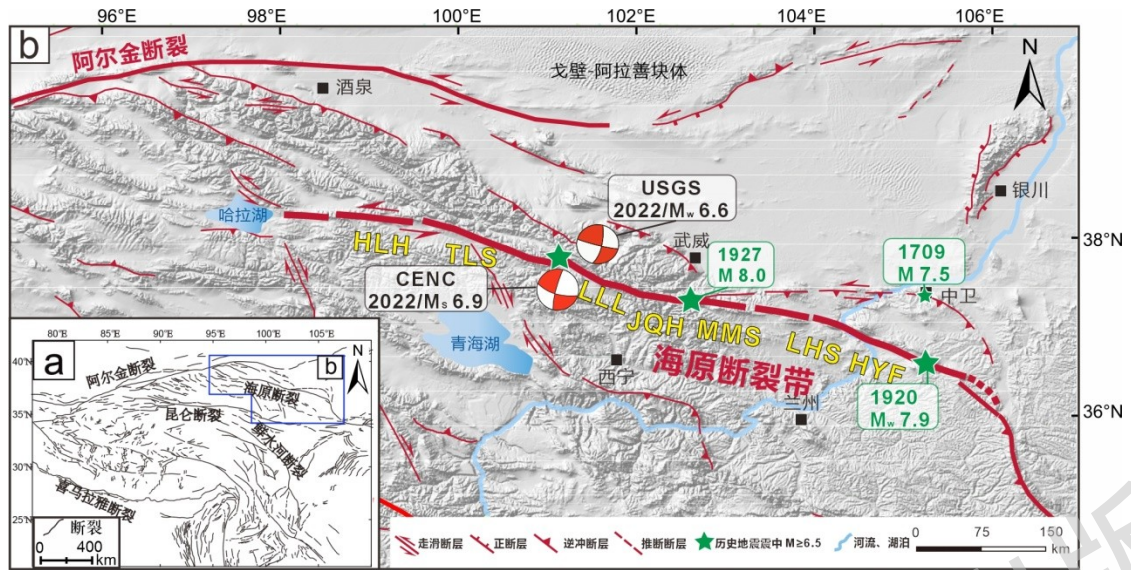 96°E
98°E
100°E
102°E
104°E
106°E
b
阿尔金断裂
酒泉
戈壁-阿拉善块体
N
银川
哈拉湖
USGS
2022/Mw 6.6
武威
38°N
HLH
TLS
1927
M 8.0
1709
M 7.5
中卫
CENC
2022/Ms 6.9
LLL
JQH
MMS
LHS
HYF
青海湖
西宁
海原断裂带
兰州
1920
Mw 7.9
36°N
80°E
85°E
90°E
95°E
100°E
105°E
a
b
N
40°N
35°N
30°N
25°N
阿尔金断裂
海原断裂
昆仑断裂
鲜水河断裂
喜马拉雅断裂
断裂
0
400
km
走滑断层
正断层
逆冲断层
推断断层
历史地震震中 M≥6.5
河流、湖泊
0
75
150
km